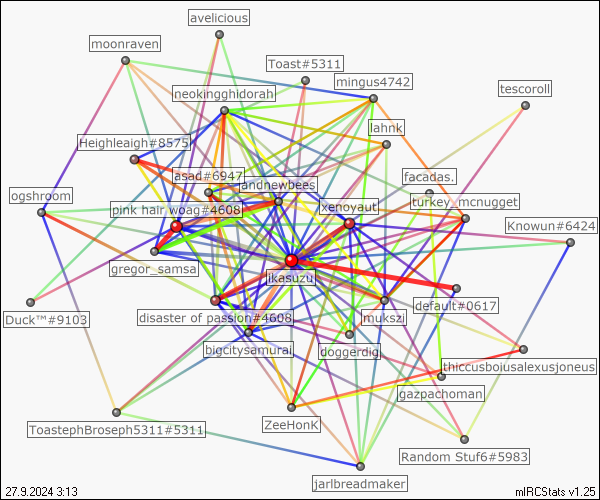 avelicious
moonraven
Toast#5311
mingus4742
tescoroll
neokingghidorah
lahnk
Heighleaigh#8575
asad#6947
facadas.
andnewbees
ogshroom
pink hair woag#4608
xenoyaut
turkey_mcnugget
Knowun#6424
gregor_samsa
ikasuzu
default#0617
Duck™#9103
disaster of passion#4608
mukszi
bigcitysamurai
doggerdig
thiccusboiusalexusjoneus
gazpachoman
ToastephBroseph5311#5311
ZeeHonK
Random Stuf6#5983
jarlbreadmaker
27.9.2024 3:13
mIRCStats v1.25